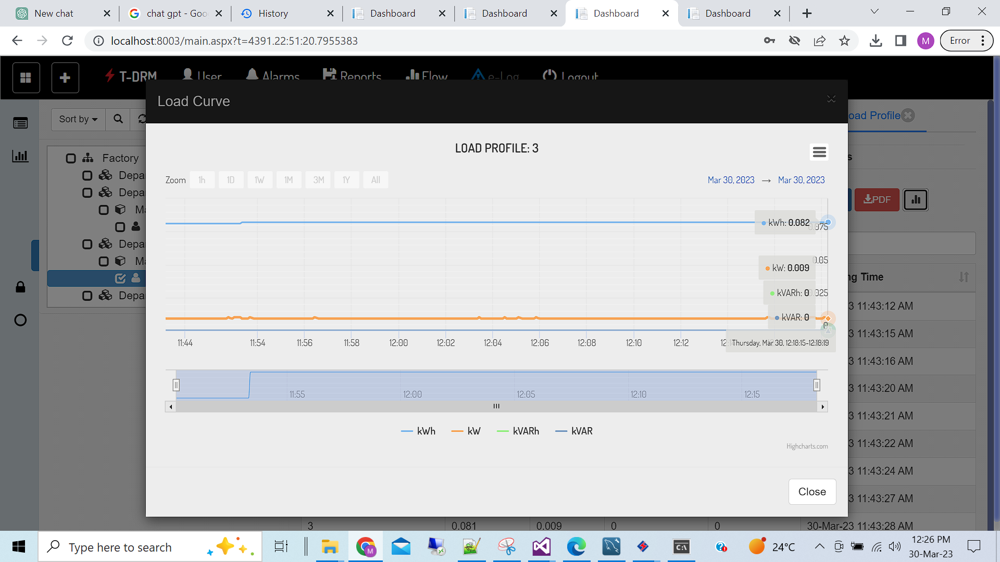 New chat
chat gpt - Goo
History
Dashboard
Dashboard
Dashboard
Dashboard
localhost:8003/main.aspx?t=4391.22:51:20.7955383
M
Error
T-DRM
User
Alarms
Reports
Flow
e-Log
Logout
Load Curve
Sort by
oad Profile
Factory
Depa
Depa
Ma
Depa
Ma
Depa
LOAD PROFILE: 3
Zoom 1h 1D 1W 1M 3M 1Y All
Mar 30, 2023 → Mar 30, 2023
s
PDF
kWh: 0.082
0.075
0.05
kW: 0.009
kVARh: 0
0.025
kVAR: 0
0
11:44 11:54 11:56 11:58 12:00 12:02 12:04 12:06 12:08 12:10 12:12
Thursday, Mar 30, 12:18:15-12:18:19
11:55 12:00 12:05 12:10 12:15
kWh kW kVARh kVAR
Highcharts.com
Close
ng Time
3 11:43:12 AM
3 11:43:15 AM
3 11:43:16 AM
3 11:43:20 AM
3 11:43:21 AM
3 11:43:22 AM
3 11:43:24 AM
3 11:43:27 AM
3 0.081 0.009 0 0 30-Mar-23 11:43:28 AM
Type here to search
24°C
12:26 PM
30-Mar-23